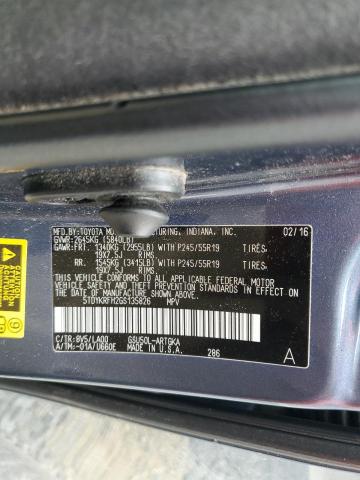 MFD.BY:TOYOTA MO TURING, INDIANA, INC. 02/16
GVWR:2645KG (5840LB)
GAWR:FR. 1340KG (2955LB) WITH P245/55R19 TIRES,
19X7.5J RIMS
RR. 1545KG (3415LB) WITH P245/55R19 TIRES,
19X7.5J RIMS
THIS VEHICLE CONFORMS TO ALL APPLICABLE FEDERAL MOTOR
VEHICLE SAFETY AND THEFT PREVENTION STANDARDS IN
EFFECT ON THE DATE OF MANUFACTURE SHOWN ABOVE.
5TDYKRFH2GS135826 MPV
C/TR:8V5/LA00 GSU50L-ARTGKA
A/TM:-01A/U660E MADE IN U.S.A. 286 A